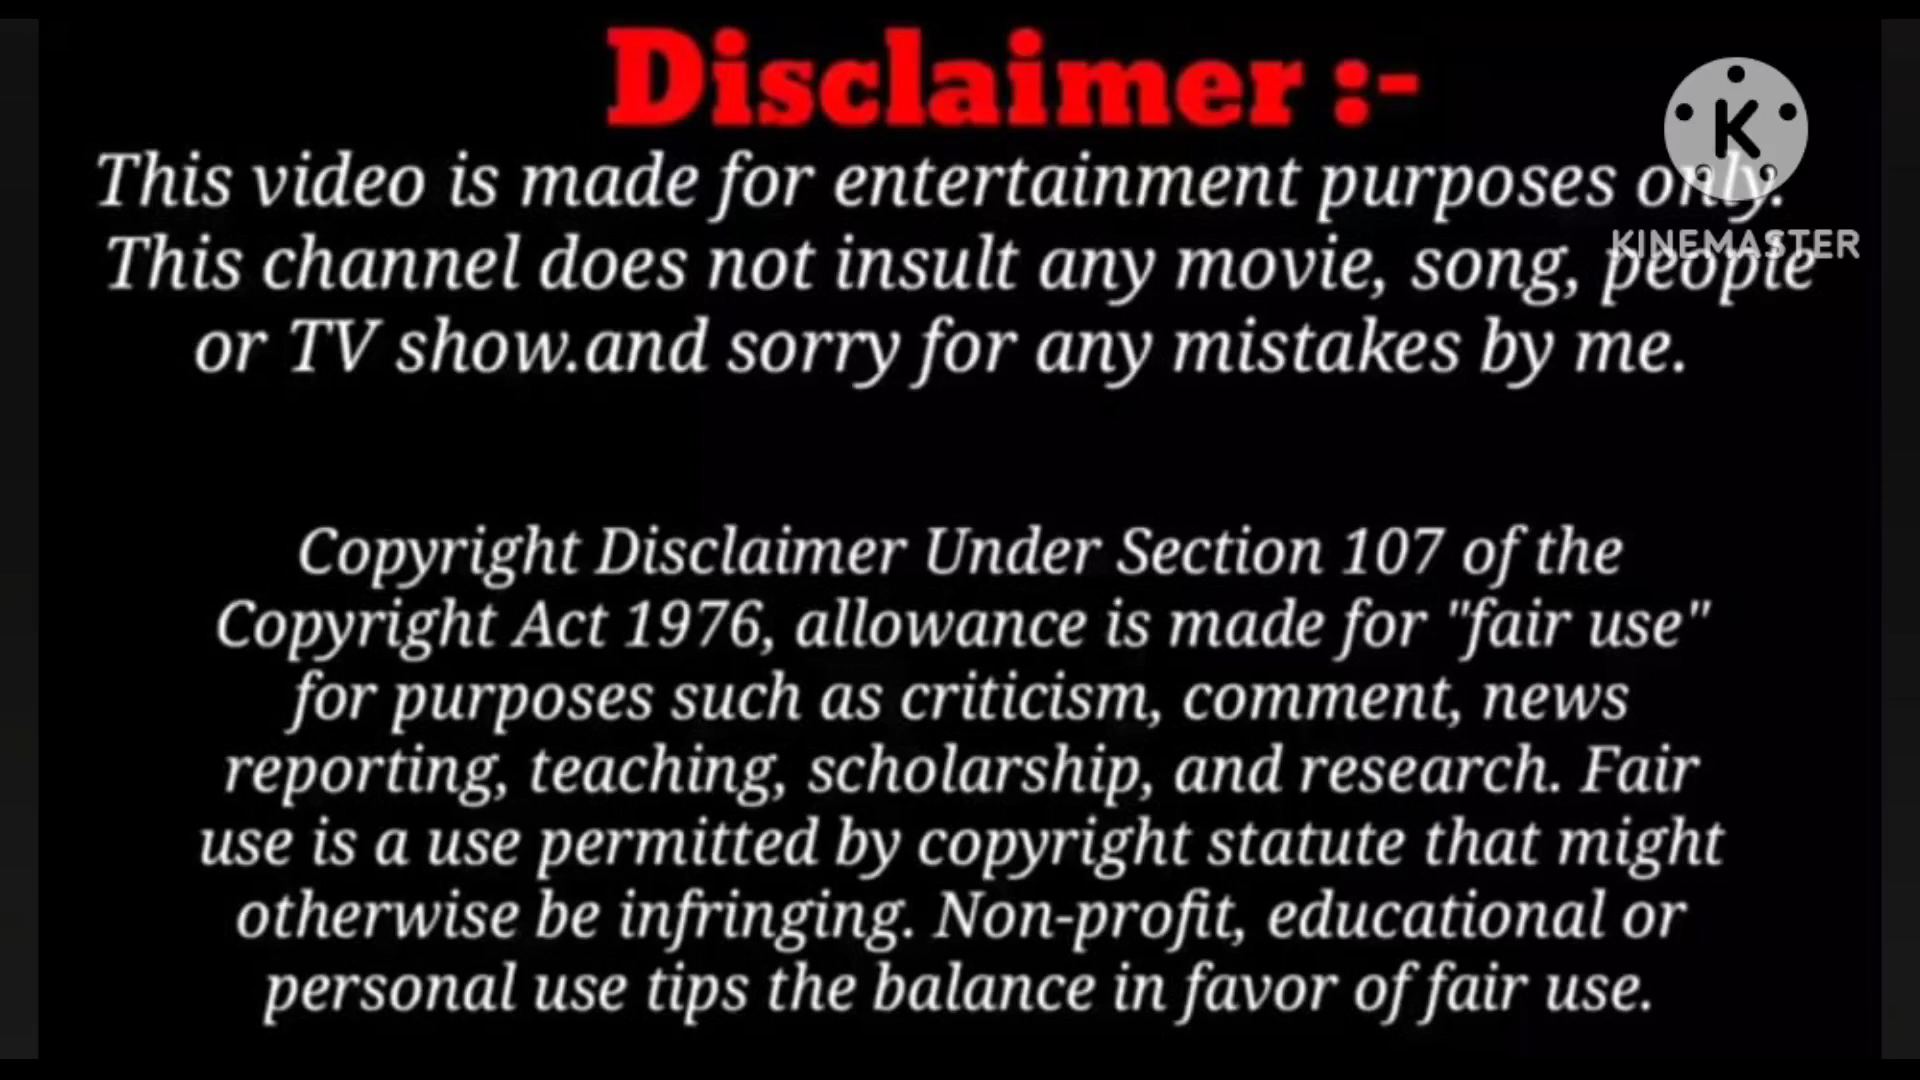 Disclaimer :-
This video is made for entertainment purposes only.
This channel does not insult any movie, song, people
or TV show.and sorry for any mistakes by me.
K
KINEMASTER
Copyright Disclaimer Under Section 107 of the
Copyright Act 1976, allowance is made for "fair use"
for purposes such as criticism, comment, news
reporting, teaching, scholarship, and research. Fair
use is a use permitted by copyright statute that might
otherwise be infringing. Non-profit, educational or
personal use tips the balance in favor of fair use.